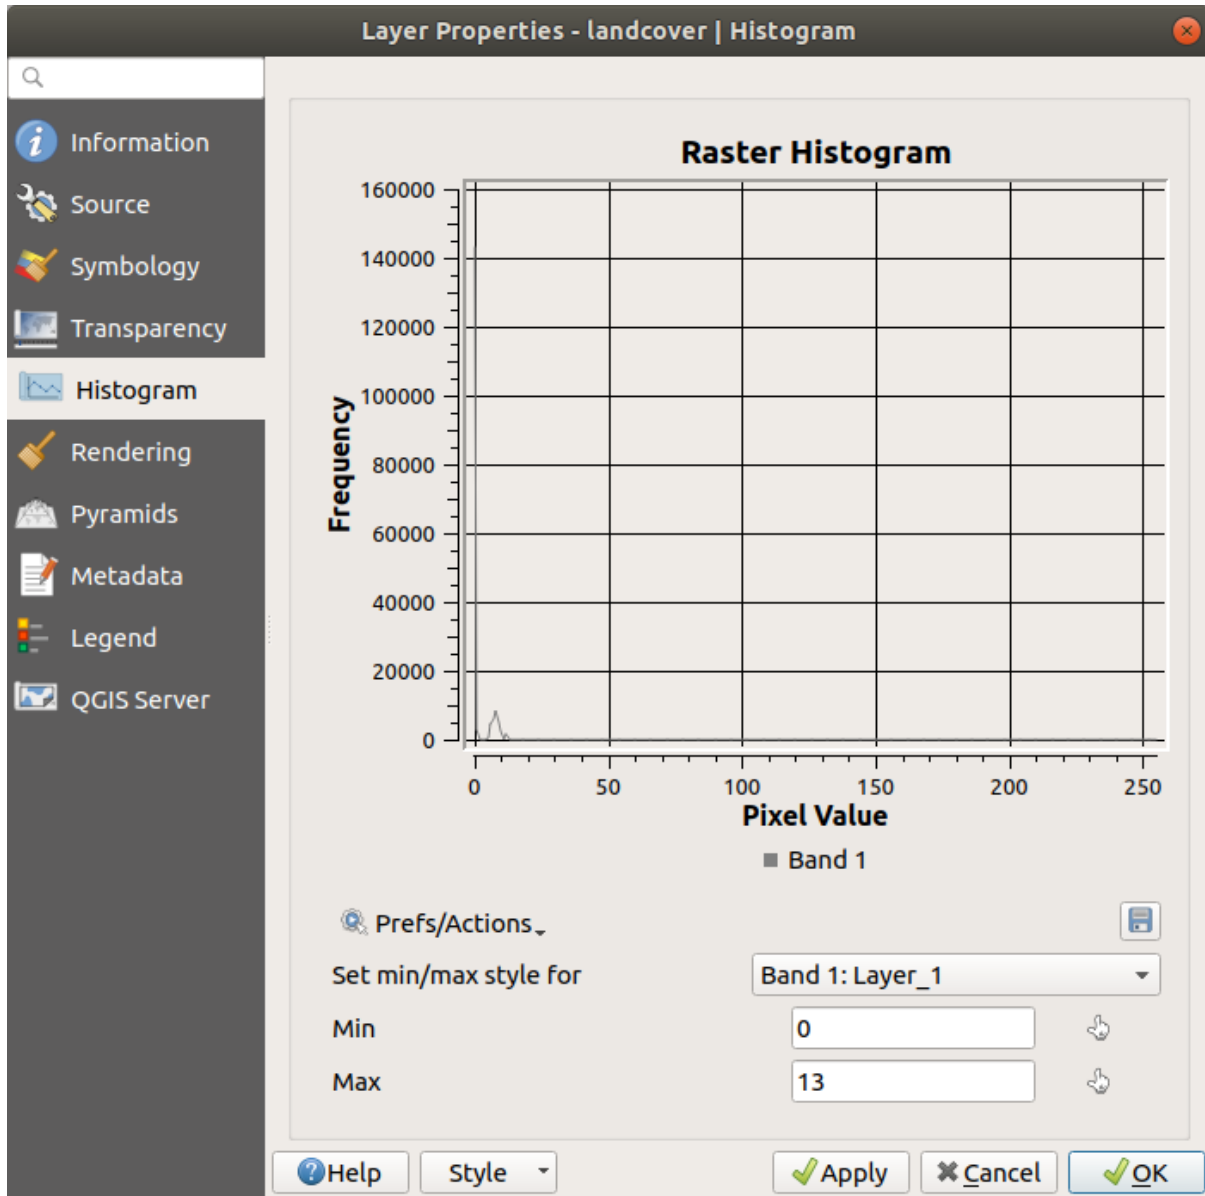 Layer Properties - landcover | Histogram
Information
Source
Symbology
Transparency
Histogram
Rendering
Pyramids
Metadata
Legend
QGIS Server
Raster Histogram
160000
140000
120000
100000
80000
60000
40000
20000
0
Frequency
0 50 100 150 200 250
Pixel Value
Band 1
Prefs/Actions
Set min/max style for Band 1: Layer_1
Min 0
Max 13
Help Style Apply Cancel OK